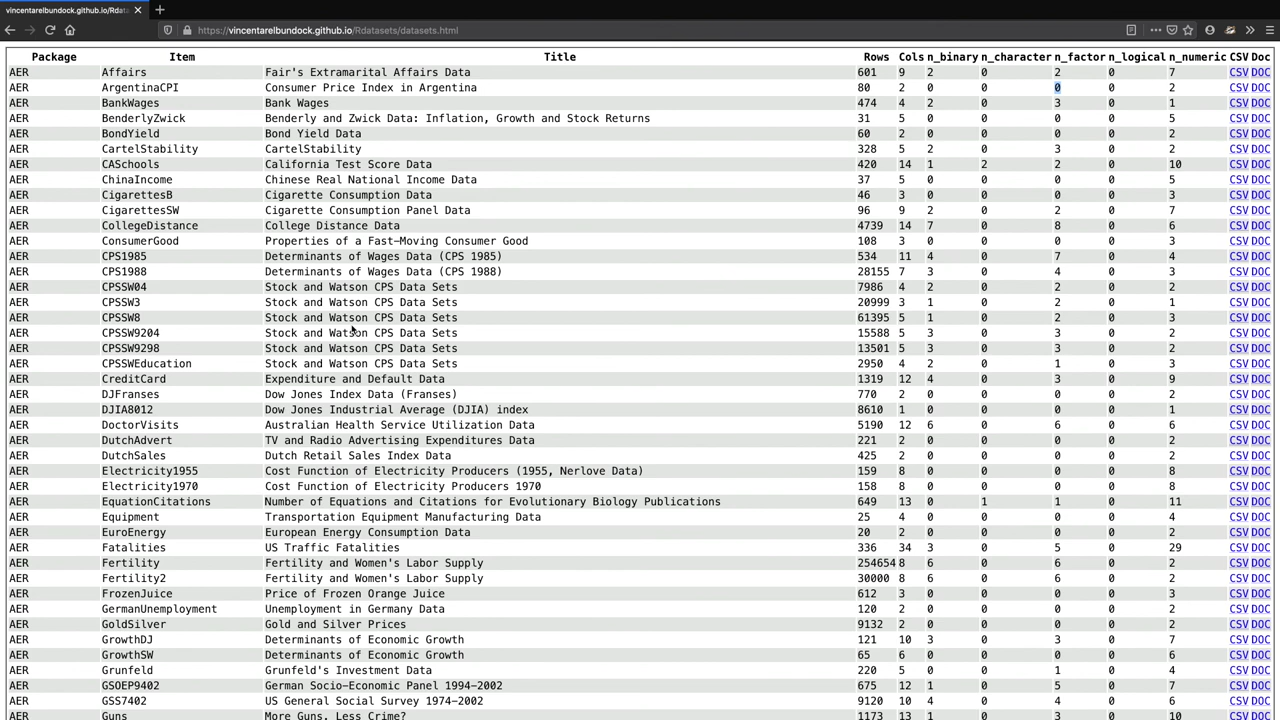 vincentarelbundock.github.io/Rdata
https://vincentarelbundock.github.io/Rdatasets/datasets.html
Package Item Title Rows Cols n_binary n_character n_factor n_logical n_numeric CSV Doc
AER Affairs Fair's Extramarital Affairs Data 601 9 2 0 2 0 7 CSV DOC
AER ArgentinaCPI Consumer Price Index in Argentina 80 2 0 0 0 0 2 CSV DOC
AER BankWages Bank Wages 474 4 2 0 3 0 1 CSV DOC
AER BenderlyZwick Benderly and Zwick Data: Inflation, Growth and Stock Returns 31 5 0 0 0 0 5 CSV DOC
AER BondYield Bond Yield Data 60 2 0 0 0 0 2 CSV DOC
AER CartelStability CartelStability 328 5 2 0 3 0 2 CSV DOC
AER CASchools California Test Score Data 420 14 1 2 2 0 10 CSV DOC
AER ChinaIncome Chinese Real National Income Data 37 5 0 0 0 0 5 CSV DOC
AER CigarettesB Cigarette Consumption Data 46 3 0 0 0 0 3 CSV DOC
AER CigarettesSW Cigarette Consumption Panel Data 96 9 2 0 2 0 7 CSV DOC
AER CollegeDistance College Distance Data 4739 14 7 0 8 0 6 CSV DOC
AER ConsumerGood Properties of a Fast-Moving Consumer Good 108 3 0 0 0 0 3 CSV DOC
AER CPS1985 Determinants of Wages Data (CPS 1985) 534 11 4 0 7 0 4 CSV DOC
AER CPS1988 Determinants of Wages Data (CPS 1988) 28155 7 3 0 4 0 3 CSV DOC
AER CPSSW04 Stock and Watson CPS Data Sets 7986 4 2 0 2 0 2 CSV DOC
AER CPSSW3 Stock and Watson CPS Data Sets 20999 3 1 0 2 0 1 CSV DOC
AER CPSSW8 Stock and Watson CPS Data Sets 61395 5 1 0 2 0 3 CSV DOC
AER CPSSW9204 Stock and Watson CPS Data Sets 15588 5 3 0 3 0 2 CSV DOC
AER CPSSW9298 Stock and Watson CPS Data Sets 13501 5 3 0 3 0 2 CSV DOC
AER CPSSWEducation Stock and Watson CPS Data Sets 2950 4 2 0 1 0 3 CSV DOC
AER CreditCard Expenditure and Default Data 1319 12 4 0 3 0 9 CSV DOC
AER DJFranses Dow Jones Index Data (Franses) 770 2 0 0 0 0 2 CSV DOC
AER DJIA8012 Dow Jones Industrial Average (DJIA) index 8610 1 0 0 0 0 1 CSV DOC
AER DoctorVisits Australian Health Service Utilization Data 5190 12 6 0 6 0 6 CSV DOC
AER DutchAdvert TV and Radio Advertising Expenditures Data 221 2 0 0 0 0 2 CSV DOC
AER DutchSales Dutch Retail Sales Index Data 425 2 0 0 0 0 2 CSV DOC
AER Electricity1955 Cost Function of Electricity Producers (1955, Nerlove Data) 159 8 0 0 0 0 8 CSV DOC
AER Electricity1970 Cost Function of Electricity Producers 1970 158 8 0 0 0 0 8 CSV DOC
AER EquationCitations Number of Equations and Citations for Evolutionary Biology Publications 649 13 0 1 1 0 11 CSV DOC
AER Equipment Transportation Equipment Manufacturing Data 25 4 0 0 0 0 4 CSV DOC
AER EuroEnergy European Energy Consumption Data 20 2 0 0 0 0 2 CSV DOC
AER Fatalities US Traffic Fatalities 336 34 3 0 5 0 29 CSV DOC
AER Fertility Fertility and Women's Labor Supply 254654 8 6 0 6 0 2 CSV DOC
AER Fertility2 Fertility and Women's Labor Supply 30000 8 6 0 6 0 2 CSV DOC
AER FrozenJuice Price of Frozen Orange Juice 612 3 0 0 0 0 3 CSV DOC
AER GermanUnemployment Unemployment in Germany Data 120 2 0 0 0 0 2 CSV DOC
AER GoldSilver Gold and Silver Prices 9132 2 0 0 0 0 2 CSV DOC
AER GrowthDJ Determinants of Economic Growth 121 10 3 0 3 0 7 CSV DOC
AER GrowthSW Determinants of Economic Growth 65 6 0 0 0 0 6 CSV DOC
AER Grunfeld Grunfeld's Investment Data 220 5 0 0 1 0 4 CSV DOC
AER GSOEP9402 German Socio-Economic Panel 1994-2002 675 12 1 0 5 0 7 CSV DOC
AER GSS7402 US General Social Survey 1974-2002 9120 10 4 0 4 0 6 CSV DOC
AER Guns More Guns, Less Crime? 1173 13 1 0 3 0 10 CSV DOC